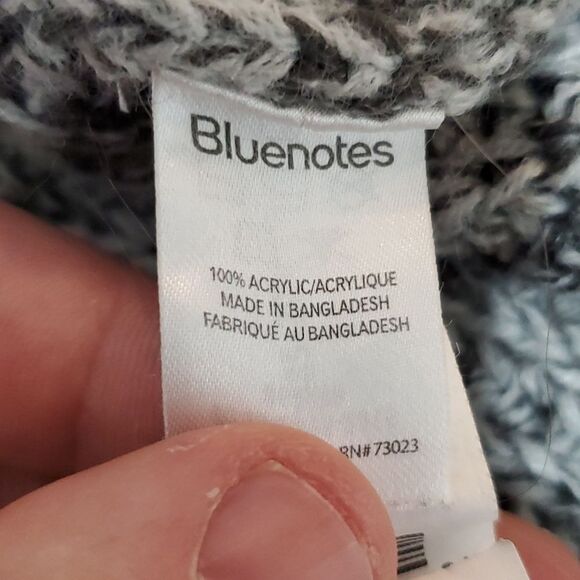 Bluenotes
100% ACRYLIC/ACRYLIQUE
MADE IN BANGLADESH
FABRIQUÉ AU BANGLADESH
RN# 73023